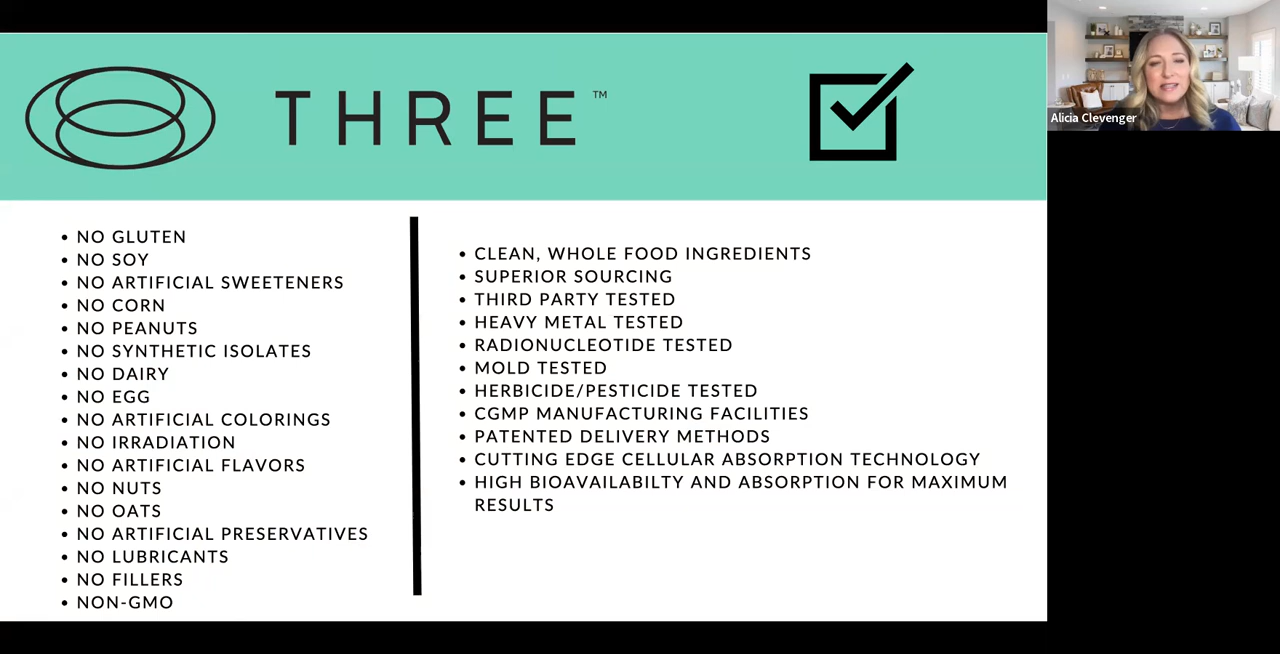 THREE™
Alicia Clevenger
• NO GLUTEN
• NO SOY
• NO ARTIFICIAL SWEETENERS
• NO CORN
• NO PEANUTS
• NO SYNTHETIC ISOLATES
• NO DAIRY
• NO EGG
• NO ARTIFICIAL COLORINGS
• NO IRRADIATION
• NO ARTIFICIAL FLAVORS
• NO NUTS
• NO OATS
• NO ARTIFICIAL PRESERVATIVES
• NO LUBRICANTS
• NO FILLERS
• NON-GMO
• CLEAN, WHOLE FOOD INGREDIENTS
• SUPERIOR SOURCING
• THIRD PARTY TESTED
• HEAVY METAL TESTED
• RADIONUCLEOTIDE TESTED
• MOLD TESTED
• HERBICIDE/PESTICIDE TESTED
• CGMP MANUFACTURING FACILITIES
• PATENTED DELIVERY METHODS
• CUTTING EDGE CELLULAR ABSORPTION TECHNOLOGY
• HIGH BIOAVAILABILTY AND ABSORPTION FOR MAXIMUM
RESULTS